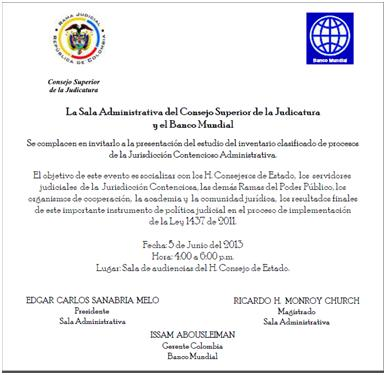 RAMA JUDICIAL
REPUBLICA DE COLOMBIA
Consejo Superior
de la Judicatura
Banco Mundial
La Sala Administrativa del Consejo Superior de la Judicatura
y el Banco Mundial
Se complacen en invitarlo a la presentación del estudio del inventario clasificado de procesos
de la Jurisdicción Contencioso Administrativa.
El objetivo de este evento es socializar con los H. Consejeros de Estado, los servidores
judiciales de la Jurisdicción Contenciosa, las demás Ramas del Poder Público, los
organismos de cooperación, la academia y la comunidad jurídica, los resultados finales
de este importante instrumento de política judicial en el proceso de implementación
de la Ley 1437 de 2011.
Fecha: 5 de Junio del 2013
Hora: 4:00 a 6:00 p.m.
Lugar: Sala de audiencias del H. Consejo de Estado.
EDGAR CARLOS SANABRIA MELO
Presidente
Sala Administrativa
RICARDO H. MONROY CHURCH
Magistrado
Sala Administrativa
ISSAM ABOUSLEIMAN
Gerente Colombia
Banco Mundial